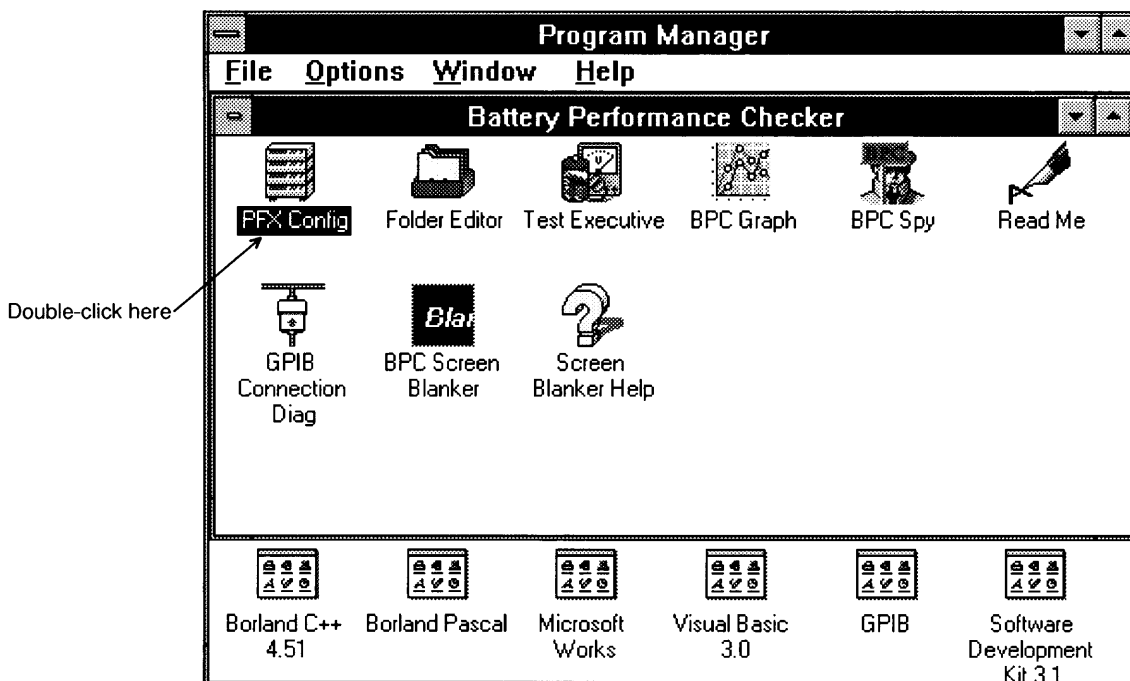 Program Manager
File Options Window Help
Battery Performance Checker
PFX Config
Folder Editor
Test Executive
BPC Graph
BPC Spy
Read Me
Double-click here
GPIB
Connection
Diag
Blan
BPC Screen
Blanker
Screen
Blanker Help
Borland C++
4.51
Borland Pascal
Microsoft
Works
Visual Basic
3.0
GPIB
Software
Development
Kit 3.1